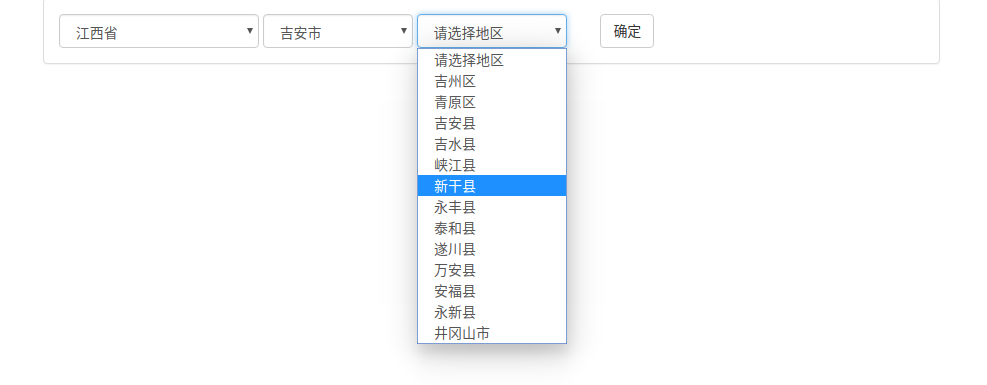 江西省 吉安市 请选择地区 确定
请选择地区
吉州区
青原区
吉安县
吉水县
峡江县
新干县
永丰县
泰和县
遂川县
万安县
安福县
永新县
井冈山市